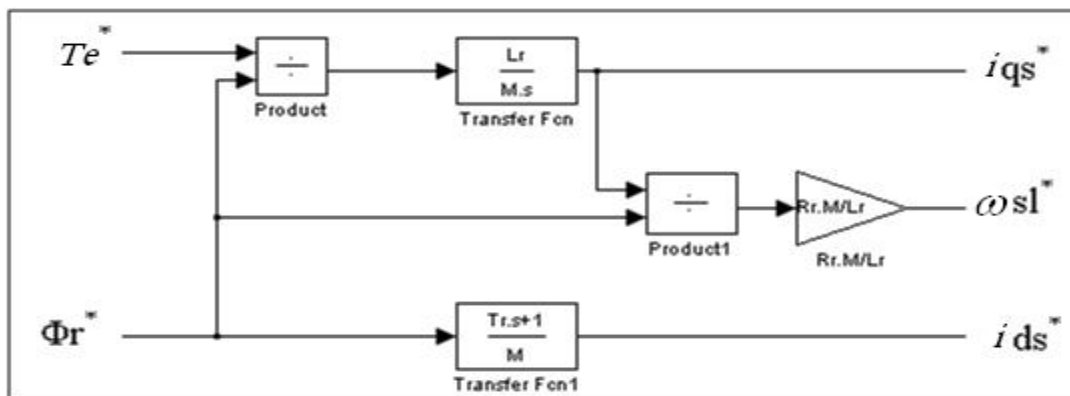 Te*
÷
Product
Lr
M.s
Transfer Fcn
iqs*
÷
Product1
Rr.M/Lr
Rr.M/Lr
ωsl*
Φr*
Tr.s+1
M
Transfer Fcn1
ids*